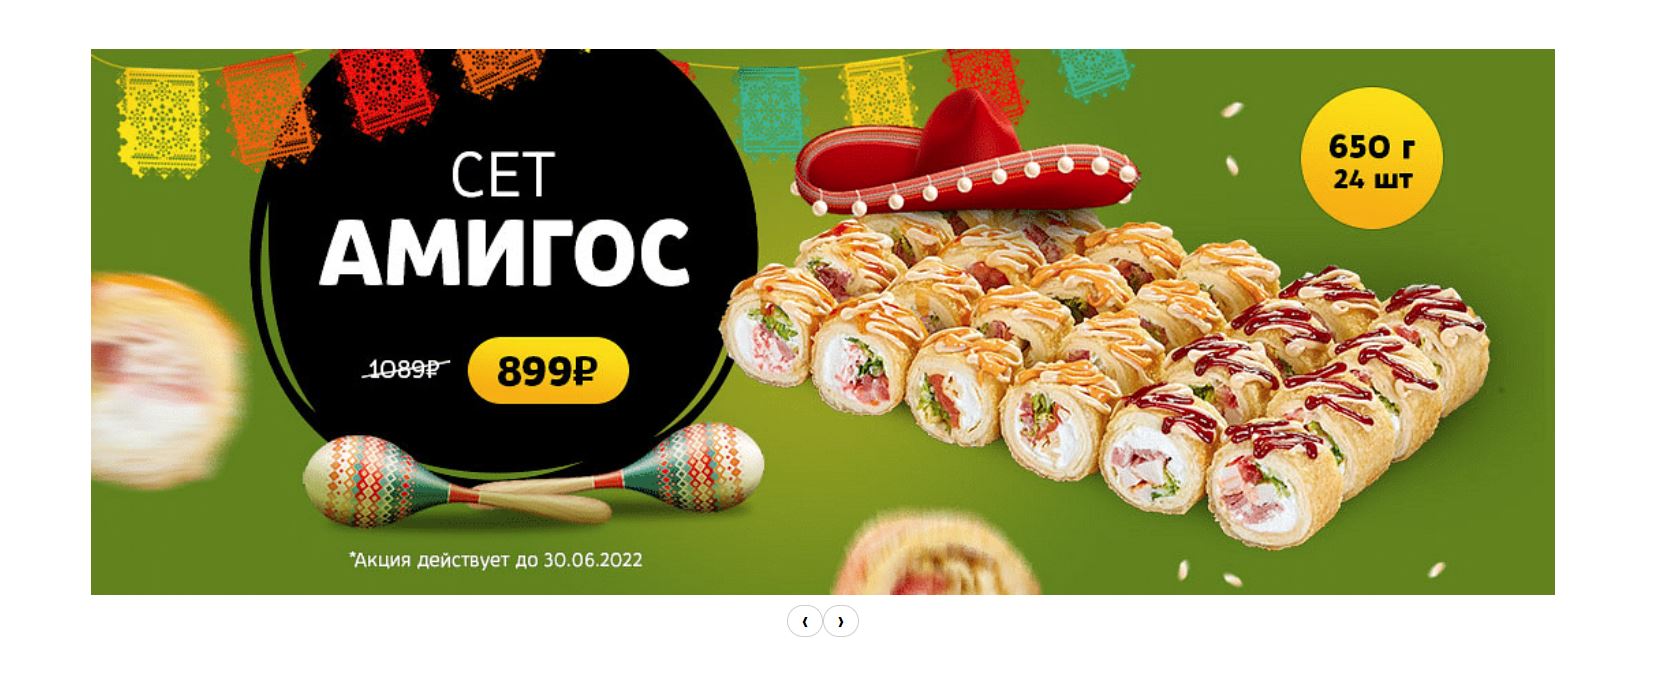 СЕТ
АМИГОС
1089₽ 899₽
*Акция действует до 30.06.2022
650 г
24 шт
‹ ›